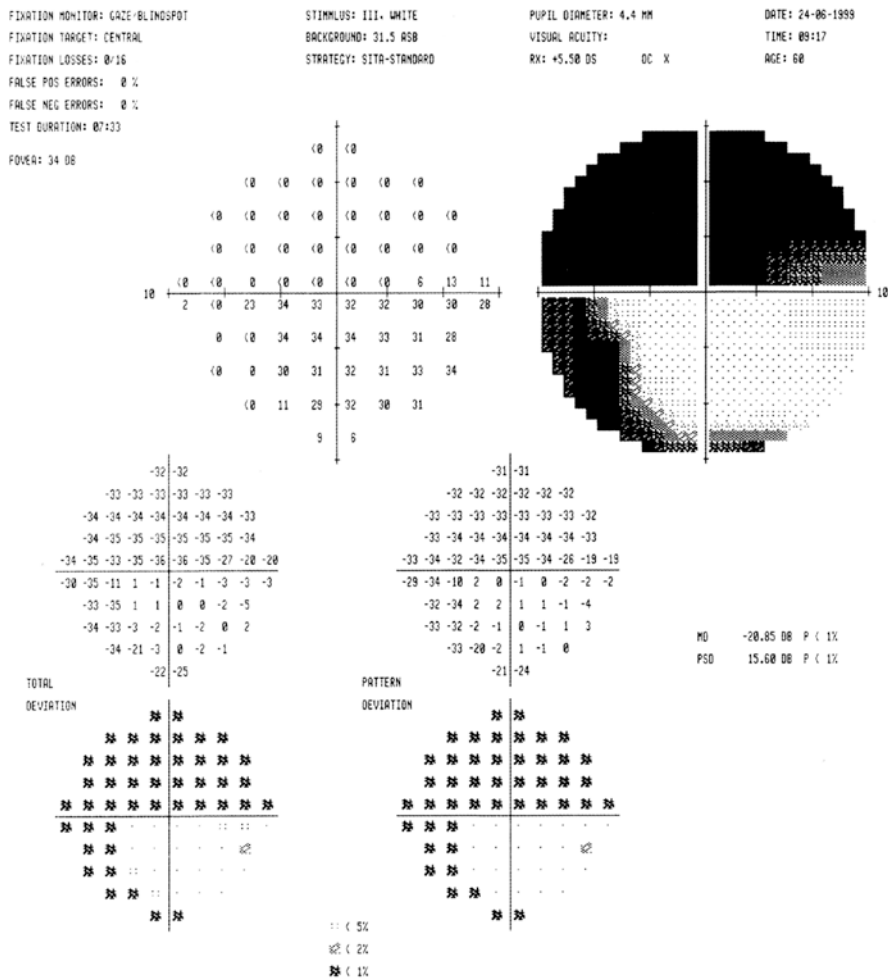 FIXATION MONITOR: GAZE/BLINDSPOT
FIXATION TARGET: CENTRAL
FIXATION LOSSES: 0/16
FALSE POS ERRORS: 0 %
FALSE NEG ERRORS: 0 %
TEST DURATION: 07:33
FOVEA: 34 DB
STIMULUS: III, WHITE
BACKGROUND: 31.5 ASB
STRATEGY: SITA-STANDARD
PUPIL DIAMETER: 4.4 MM
VISUAL ACUITY:
RX: +5.50 DS DC X
DATE: 24-06-1999
TIME: 09:17
AGE: 60
<0 <0
<0 <0 <0 <0 <0 <0
<0 <0 <0 <0 <0 <0 <0 <0
<0 <0 <0 <0 <0 <0 <0 <0
<0 <0 0 <0 <0 <0 <0 6 13 11
10
2 <0 23 34 33 32 32 30 30 28
0 <0 34 34 34 33 31 28
<0 0 30 31 32 31 33 34
<0 11 29 32 30 31
9 6
10
-32 -32
-33 -33 -33 -33 -33 -33
-34 -34 -34 -34 -34 -34 -34 -33
-34 -35 -35 -35 -35 -35 -35 -34
-34 -35 -33 -35 -36 -36 -35 -27 -20 -20
-30 -35 -11 1 -1 -2 -1 -3 -3 -3
-33 -35 1 1 0 0 -2 -5
-34 -33 -3 -2 -1 -2 0 2
-34 -21 -3 0 -2 -1
-22 -25
TOTAL
DEVIATION
-31 -31
-32 -32 -32 -32 -32 -32
-33 -33 -33 -33 -33 -33 -33 -32
-33 -34 -34 -34 -34 -34 -34 -33
-33 -34 -32 -34 -35 -35 -34 -26 -19 -19
-29 -34 -10 2 0 -1 0 -2 -2 -2
-32 -34 2 2 1 1 -1 -4
-33 -32 -2 -1 0 -1 1 3
-33 -20 -2 1 -1 0
-21 -24
PATTERN
DEVIATION
MD -20.85 DB P < 1%
PSD 15.60 DB P < 1%
< 5%
< 2%
< 1%